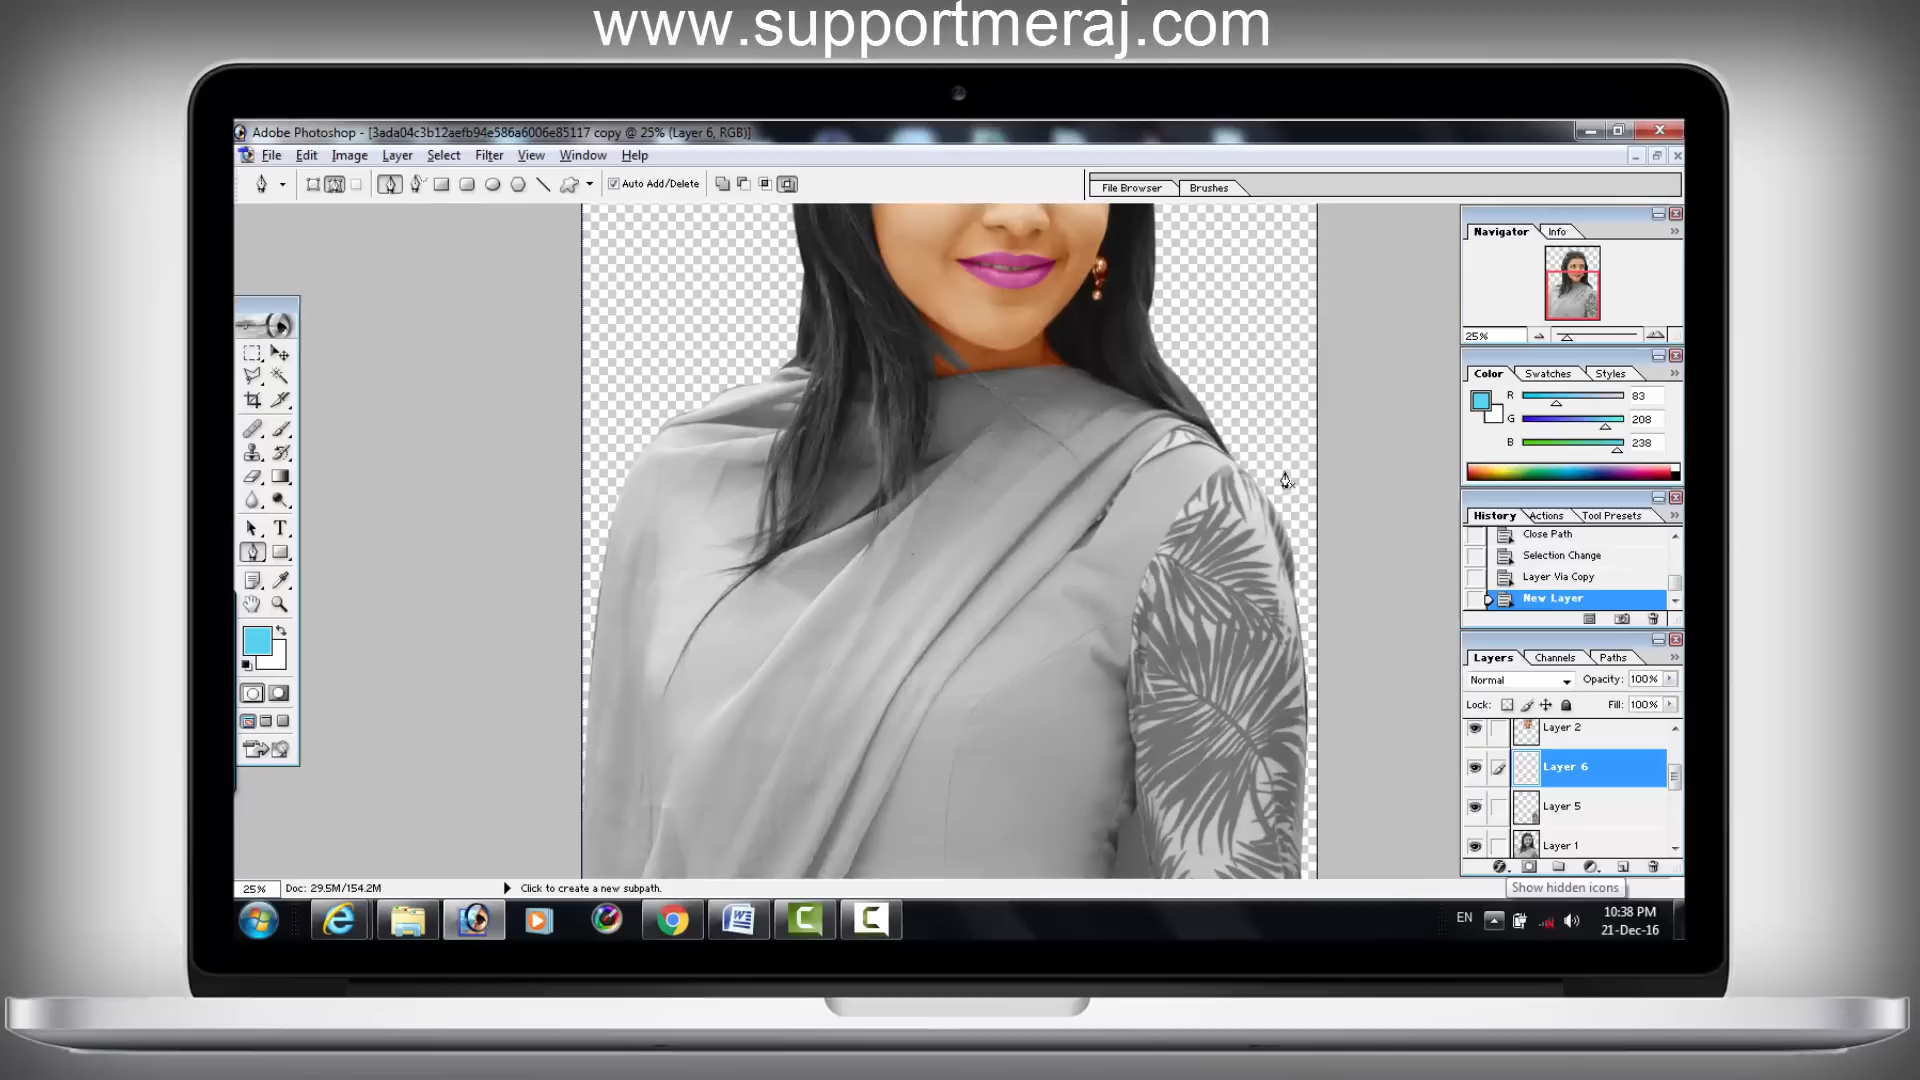 www.supportmeraj.com
Adobe Photoshop - [3ada04c3b12aefb94e586a6006e85117 copy @ 25% (Layer 6, RGB)]
File Edit Image Layer Select Filter View Window Help
Auto Add/Delete
File Browser Brushes
Navigator Info
25%
Color Swatches Styles
R 83
G 208
B 238
History Actions Tool Presets
Close Path
Selection Change
Layer Via Copy
New Layer
Layers Channels Paths
Normal Opacity: 100%
Lock: Fill: 100%
Layer 2
Layer 6
Layer 5
Layer 1
25% Doc: 29.5M/154.2M Click to create a new subpath.
Show hidden icons
EN 10:38 PM
21-Dec-16